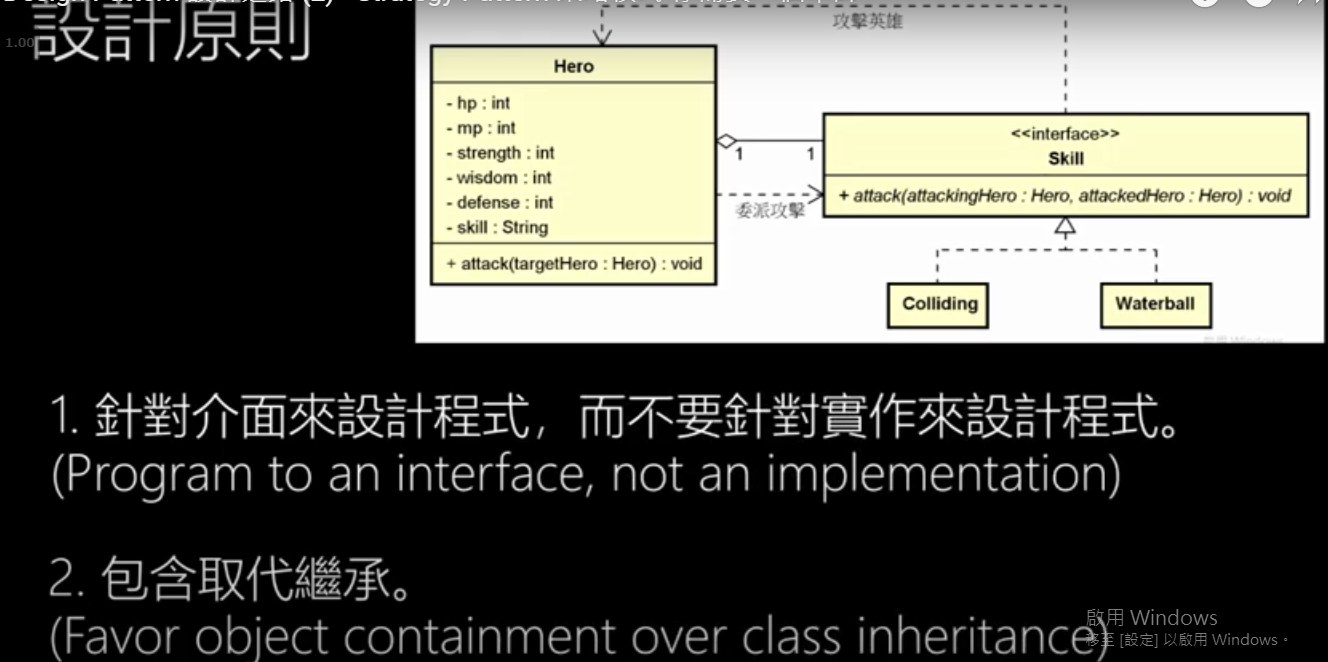 設計原則
1.00
攻擊英雄
Hero
- hp : int
- mp : int
- strength : int
- wisdom : int
- defense : int
- skill : String
+ attack(targetHero : Hero) : void
1
1
委派攻擊
<<interface>>
Skill
+ attack(attackingHero : Hero, attackedHero : Hero) : void
Colliding
Waterball
1. 針對介面來設計程式，而不要針對實作來設計程式。
(Program to an interface, not an implementation)
2. 包含取代繼承。
(Favor object containment over class inheritance)
啟用 Windows
移至 [設定] 以啟用 Windows。